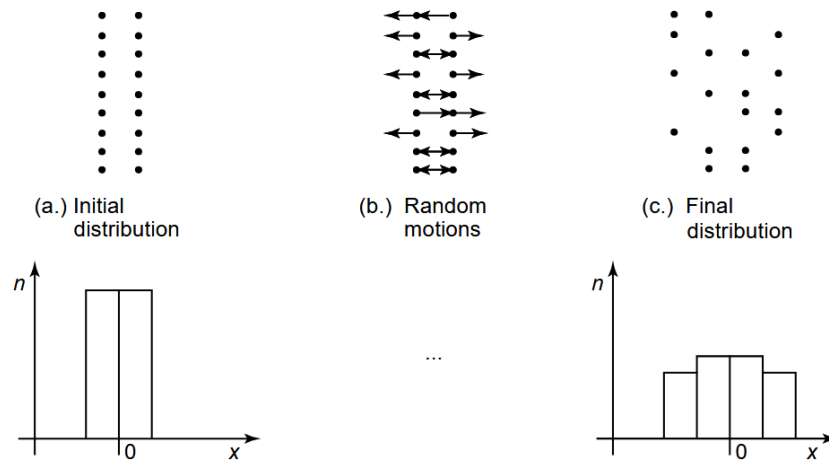 (a.) Initial
distribution
(b.) Random
motions
(c.) Final
distribution
n
0
x
...
n
0
x